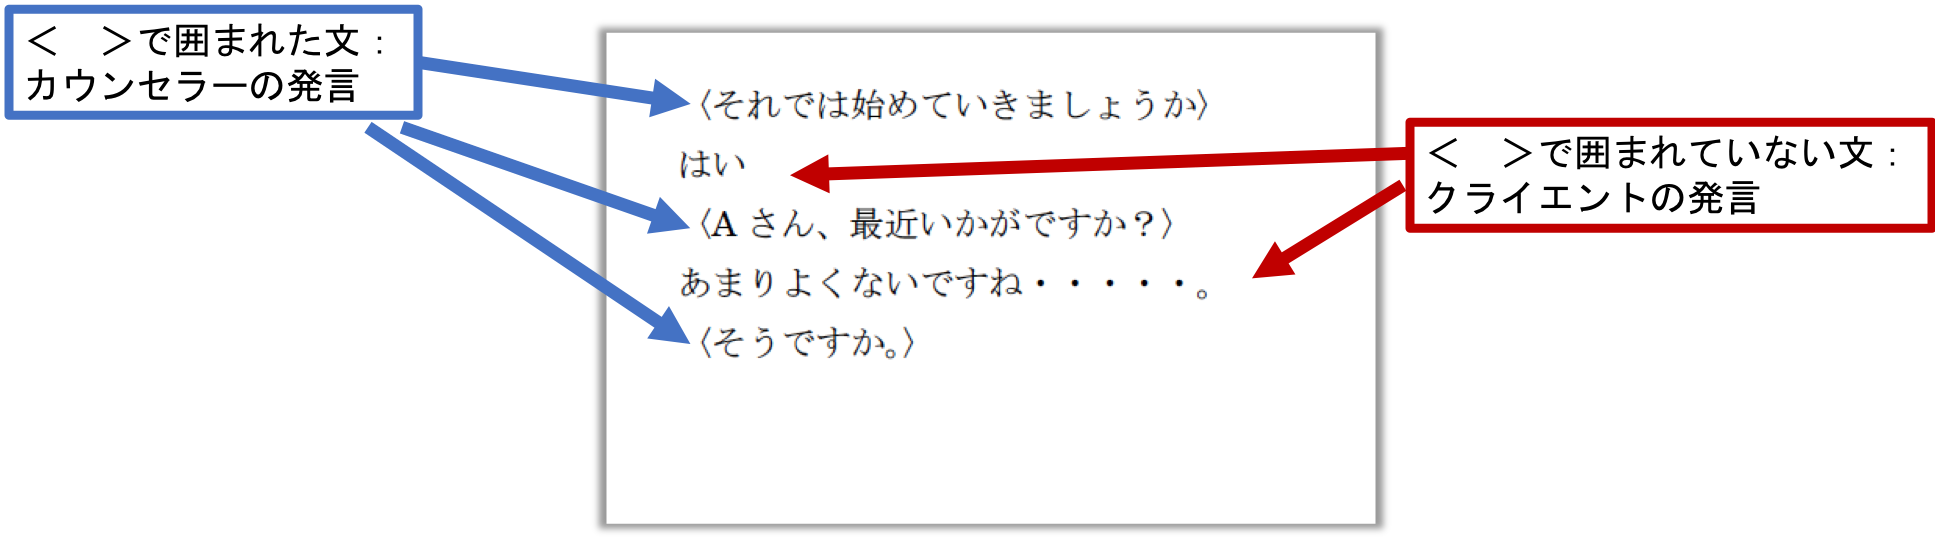 ＜　＞で囲まれた文：
カウンセラーの発言
〈それでは始めていきましょうか〉
はい
〈A さん、最近いかがですか？〉
あまりよくないですね・・・・・。
〈そうですか。〉
＜　＞で囲まれていない文：
クライエントの発言